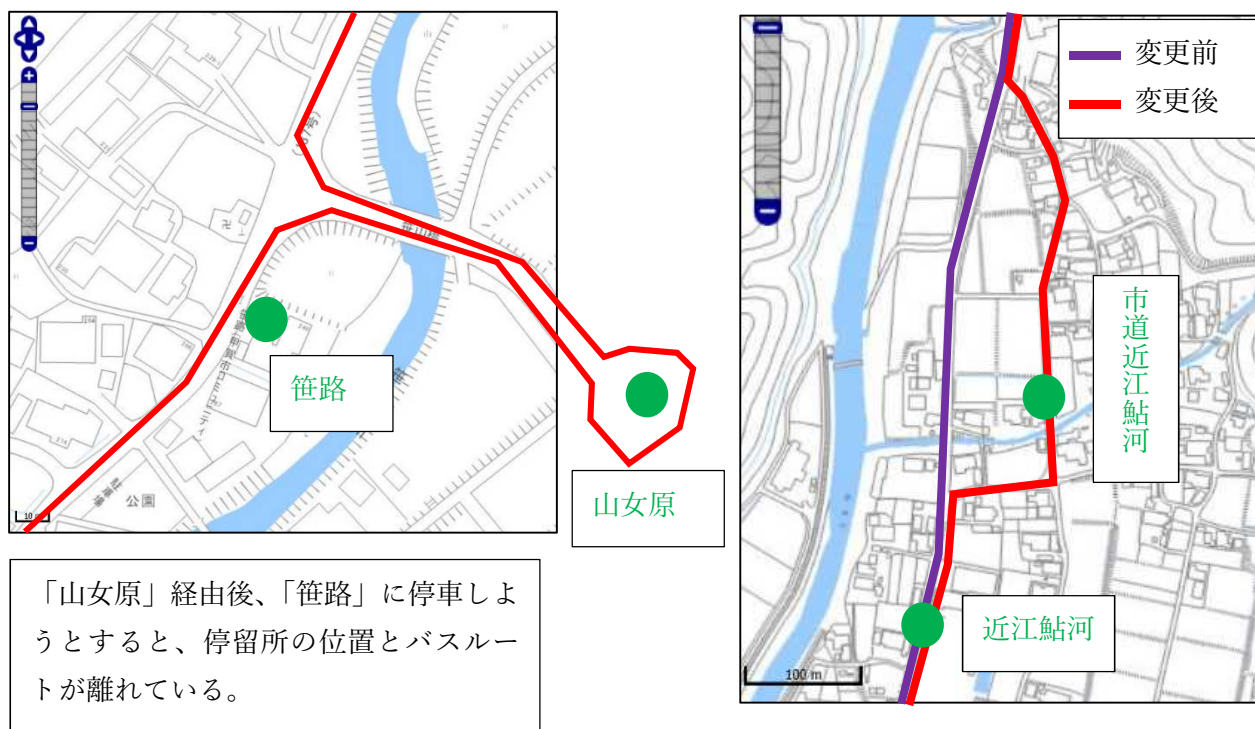 笹路
山女原
公園
10 m
「山女原」経由後、「笹路」に停車しよ
うとすると、停留所の位置とバスルー
トが離れている。
変更前
変更後
市道近江鮎河
近江鮎河
100 m